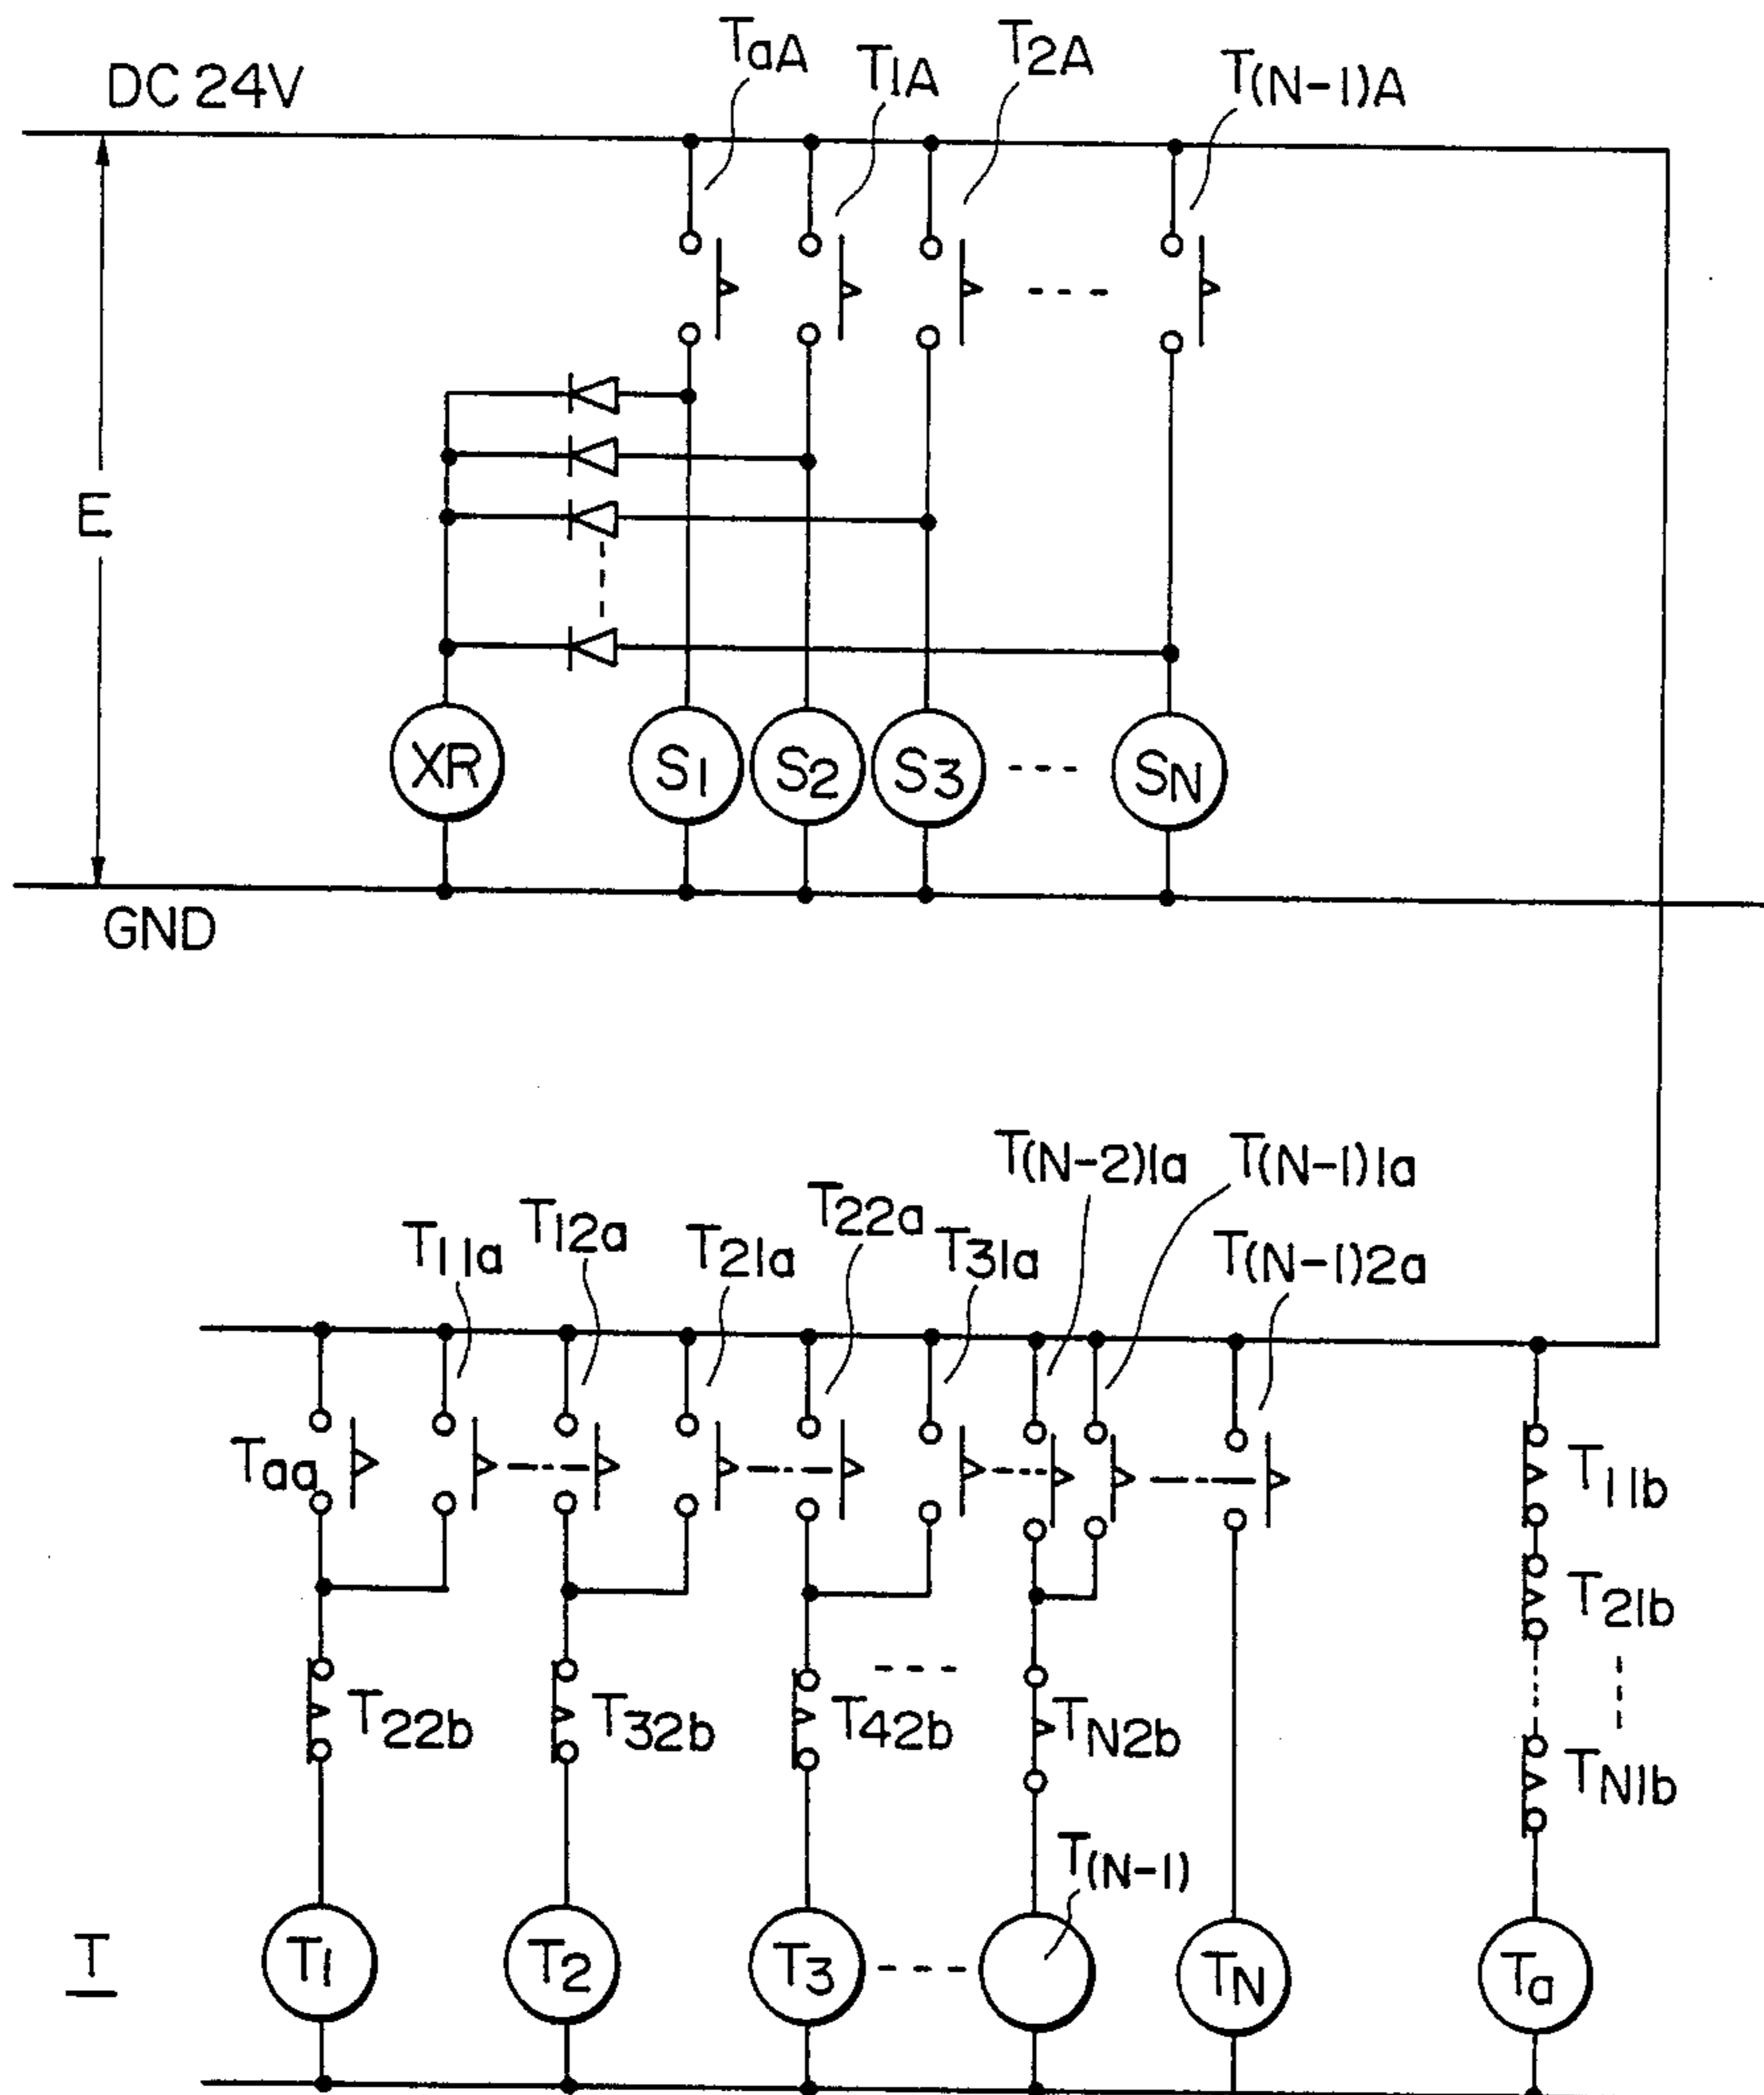 DC 24V
TaA
T1A
T2A
T(N-1)A
E
XR
S1
S2
S3
SN
GND
T11a
T12a
T21a
T22a
T31a
T(N-2)1a
T(N-1)1a
T(N-1)2a
Taa
T11b
T21b
T22b
T32b
T42b
TN2b
TN1b
T(N-1)
T
T1
T2
T3
TN
Ta